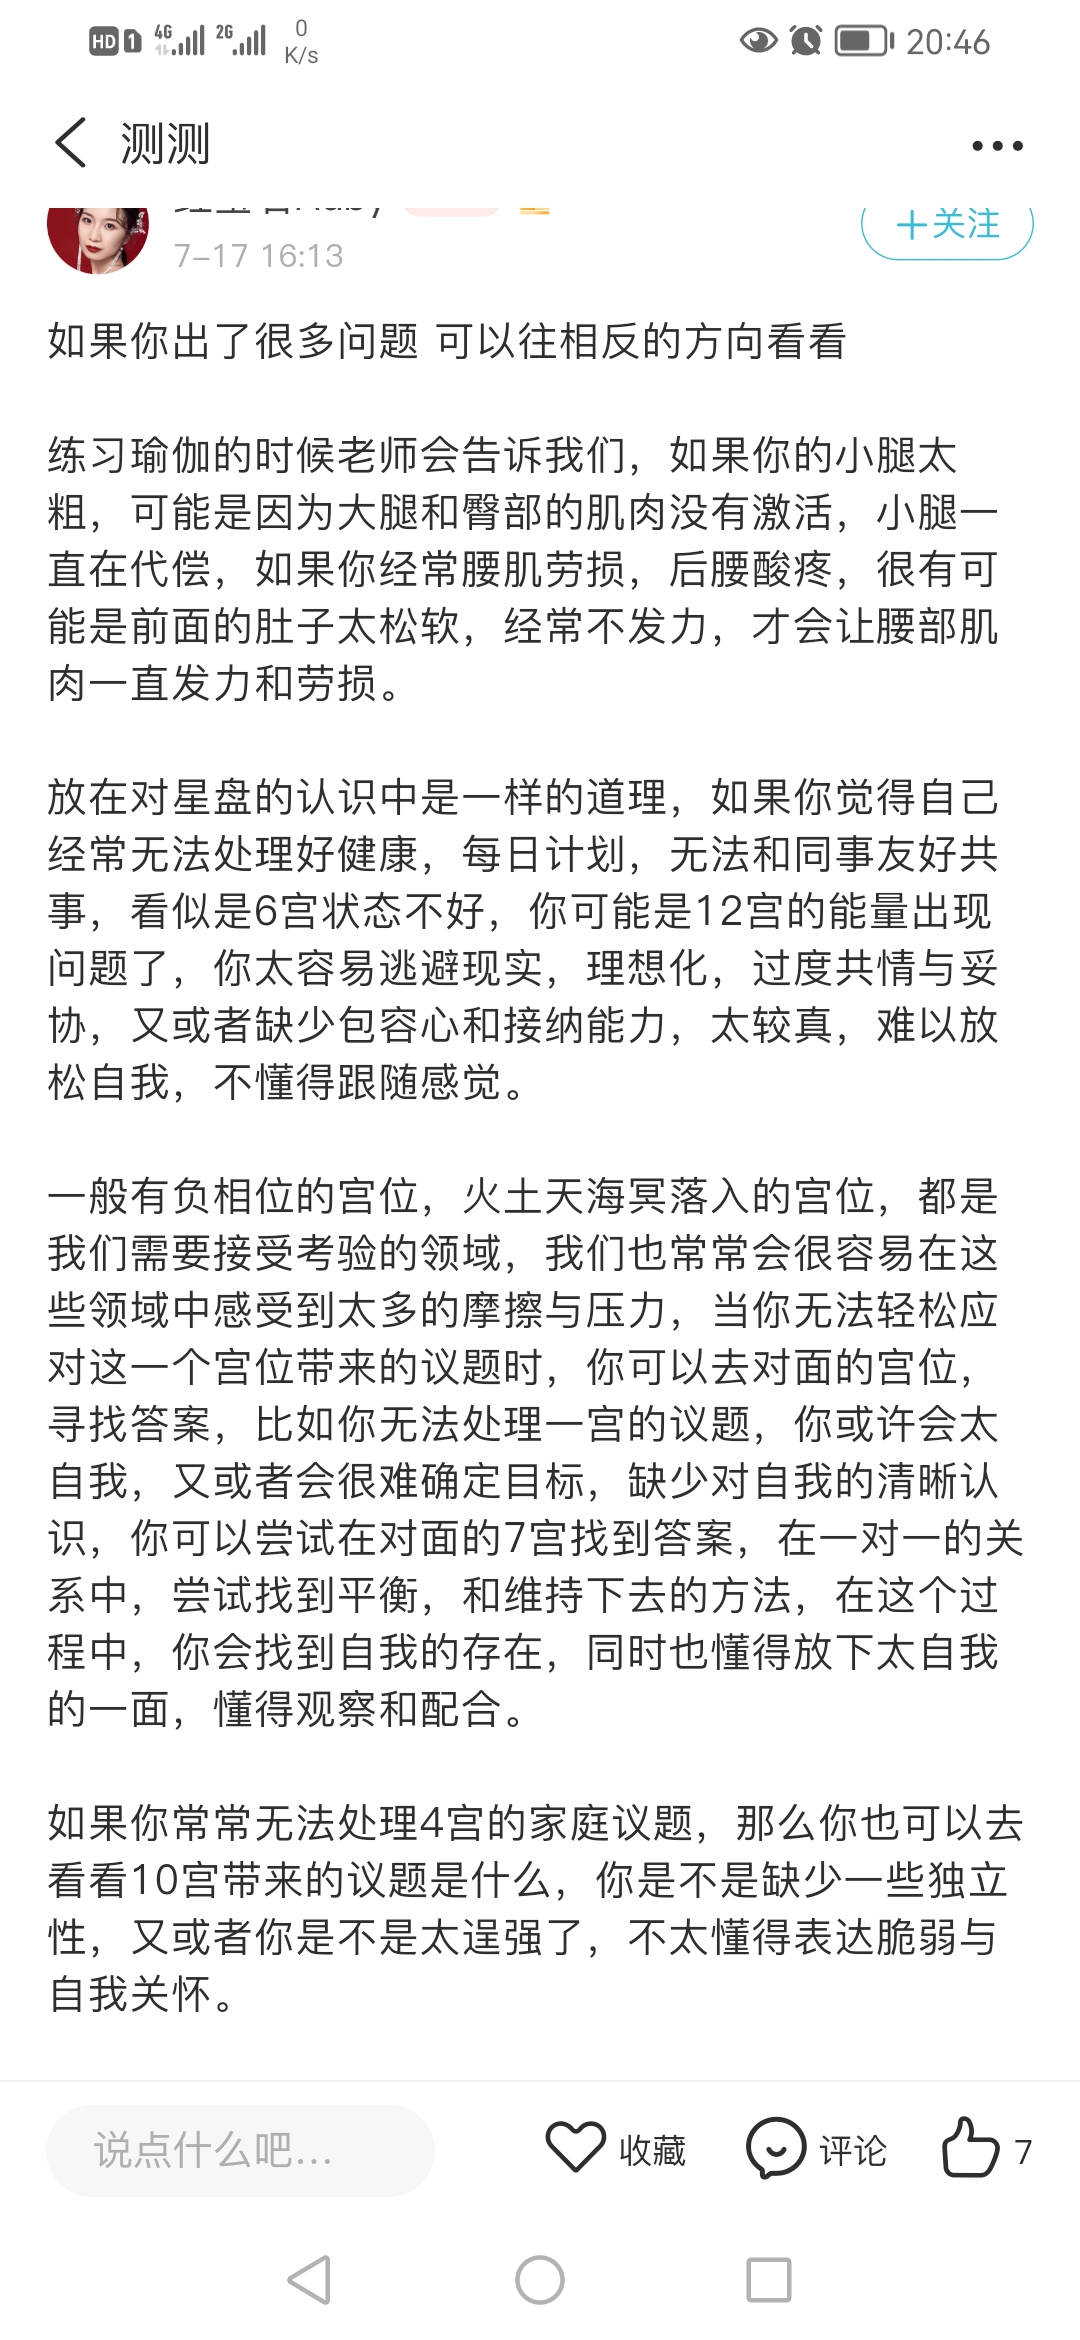 HD 1 4G 2G 0 K/s 20:46
测测
7-17 16:13
+关注
如果你出了很多问题 可以往相反的方向看看
练习瑜伽的时候老师会告诉我们，如果你的小腿太
粗，可能是因为大腿和臀部的肌肉没有激活，小腿一
直在代偿，如果你经常腰肌劳损，后腰酸疼，很有可
能是前面的肚子太松软，经常不发力，才会让腰部肌
肉一直发力和劳损。
放在对星盘的认识中是一样的道理，如果你觉得自己
经常无法处理好健康，每日计划，无法和同事友好共
事，看似是6宫状态不好，你可能是12宫的能量出现
问题了，你太容易逃避现实，理想化，过度共情与妥
协，又或者缺少包容心和接纳能力，太较真，难以放
松自我，不懂得跟随感觉。
一般有负相位的宫位，火土天海冥落入的宫位，都是
我们需要接受考验的领域，我们也常常会很容易在这
些领域中感受到太多的摩擦与压力，当你无法轻松应
对这一个宫位带来的议题时，你可以去对面的宫位，
寻找答案，比如你无法处理一宫的议题，你或许会太
自我，又或者会很难确定目标，缺少对自我的清晰认
识，你可以尝试在对面的7宫找到答案，在一对一的关
系中，尝试找到平衡，和维持下去的方法，在这个过
程中，你会找到自我的存在，同时也懂得放下太自我
的一面，懂得观察和配合。
如果你常常无法处理4宫的家庭议题，那么你也可以去
看看10宫带来的议题是什么，你是不是缺少一些独立
性，又或者你是不是太逞强了，不太懂得表达脆弱与
自我关怀。
说点什么吧... 收藏 评论 7